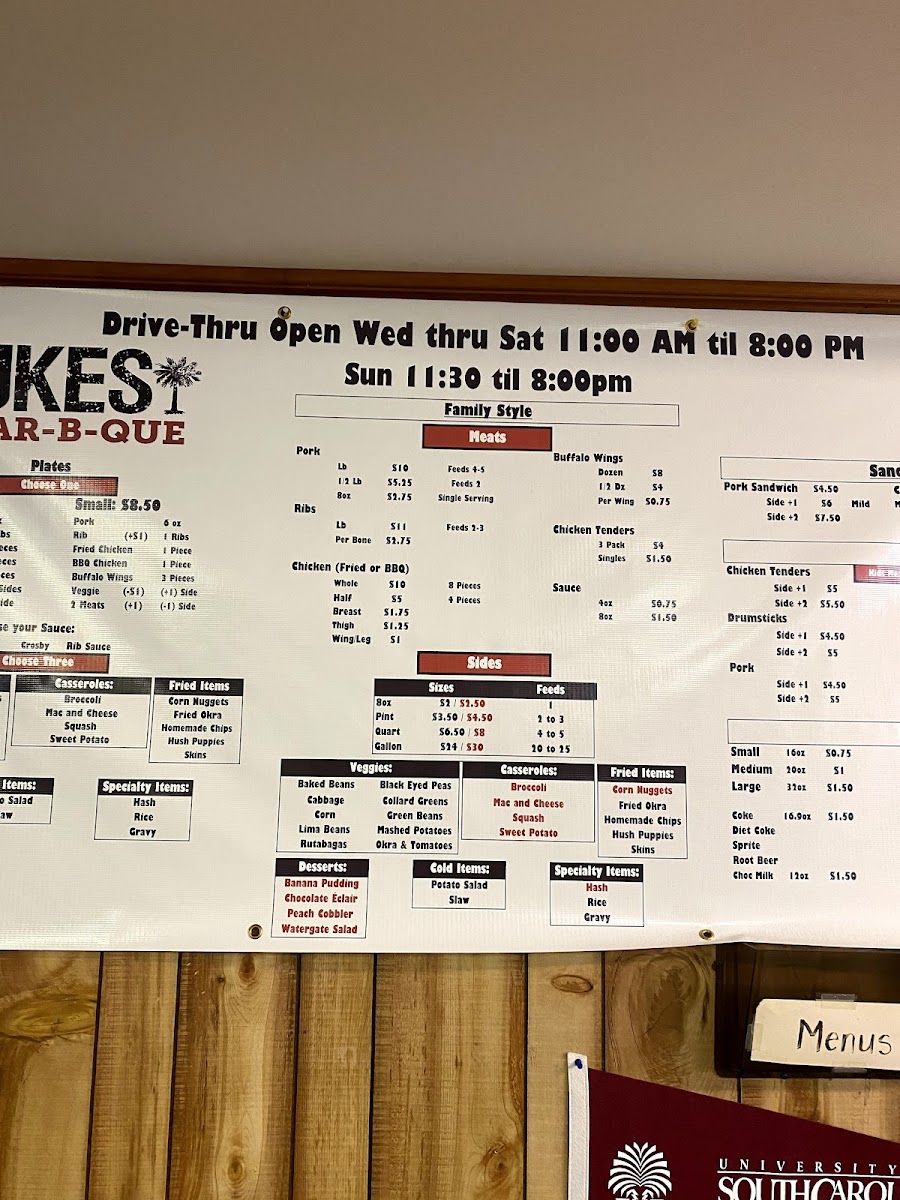 Drive-Thru Open Wed thru Sat 11:00 AM til 8:00 PM
Sun 11:30 til 8:00pm
UKES
AR-B-QUE
Plates
Choose One
Small: $8.50
Pork 6 oz
Rib (+$1) 1 Ribs
Fried Chicken 1 Piece
BBQ Chicken 1 Piece
Buffalo Wings 3 Pieces
Veggie (-$1) (+1) Side
2 Meats (+1) (-1) Side
se your Sauce:
Crosby Rib Sauce
Choose Three
Casseroles:
Broccoli
Mac and Cheese
Squash
Sweet Potato
Fried Items
Corn Nuggets
Fried Okra
Homemade Chips
Hush Puppies
Skins
Items:
o Salad
aw
Specialty Items:
Hash
Rice
Gravy
Family Style
Meats
Pork
Lb $10 Feeds 4-5
1/2 Lb $5.25 Feeds 2
8oz $2.75 Single Serving
Ribs
Lb $11 Feeds 2-3
Per Bone $2.75
Chicken (Fried or BBQ)
Whole $10 8 Pieces
Half $5 4 Pieces
Breast $1.75
Thigh $1.25
Wing/Leg $1
Buffalo Wings
Dozen $8
1/2 Dz $4
Per Wing $0.75
Chicken Tenders
3 Pack $4
Singles $1.50
Sauce
4oz $0.75
8oz $1.50
Sides
Sizes Feeds
8oz $2 / $2.50 1
Pint $3.50 / $4.50 2 to 3
Quart $6.50 / $8 4 to 5
Gallon $24 / $30 20 to 25
Veggies:
Baked Beans Black Eyed Peas
Cabbage Collard Greens
Corn Green Beans
Lima Beans Mashed Potatoes
Rutabagas Okra & Tomatoes
Casseroles:
Broccoli
Mac and Cheese
Squash
Sweet Potato
Fried Items:
Corn Nuggets
Fried Okra
Homemade Chips
Hush Puppies
Skins
Desserts:
Banana Pudding
Chocolate Eclair
Peach Cobbler
Watergate Salad
Cold Items:
Potato Salad
Slaw
Specialty Items:
Hash
Rice
Gravy
Sand
Pork Sandwich $4.50
Side +1 $6 Mild
Side +2 $7.50
Chicken Tenders
Side +1 $5
Side +2 $5.50
Drumsticks
Side +1 $4.50
Side +2 $5
Pork
Side +1 $4.50
Side +2 $5
Small 16oz $0.75
Medium 20oz $1
Large 32oz $1.50
Coke 16.9oz $1.50
Diet Coke
Sprite
Root Beer
Choc Milk 12oz $1.50
Menus
UNIVERSITY
SOUTH CAROL